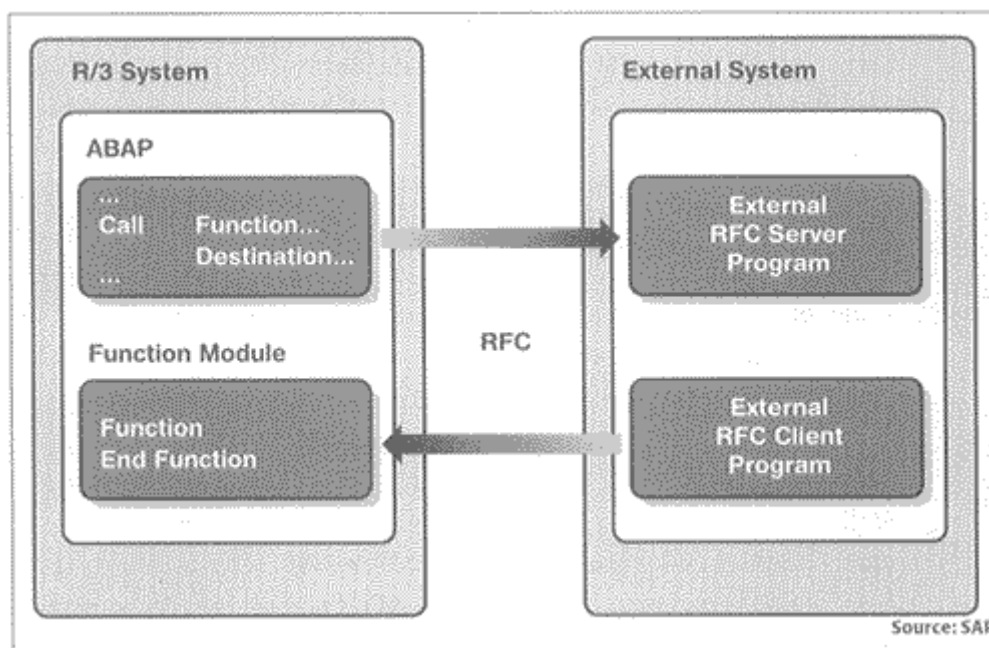 R/3 System
ABAP
...
Call Function...
Destination...
...
Function Module
Function
End Function
RFC
External System
External
RFC Server
Program
External
RFC Client
Program
Source: SAP